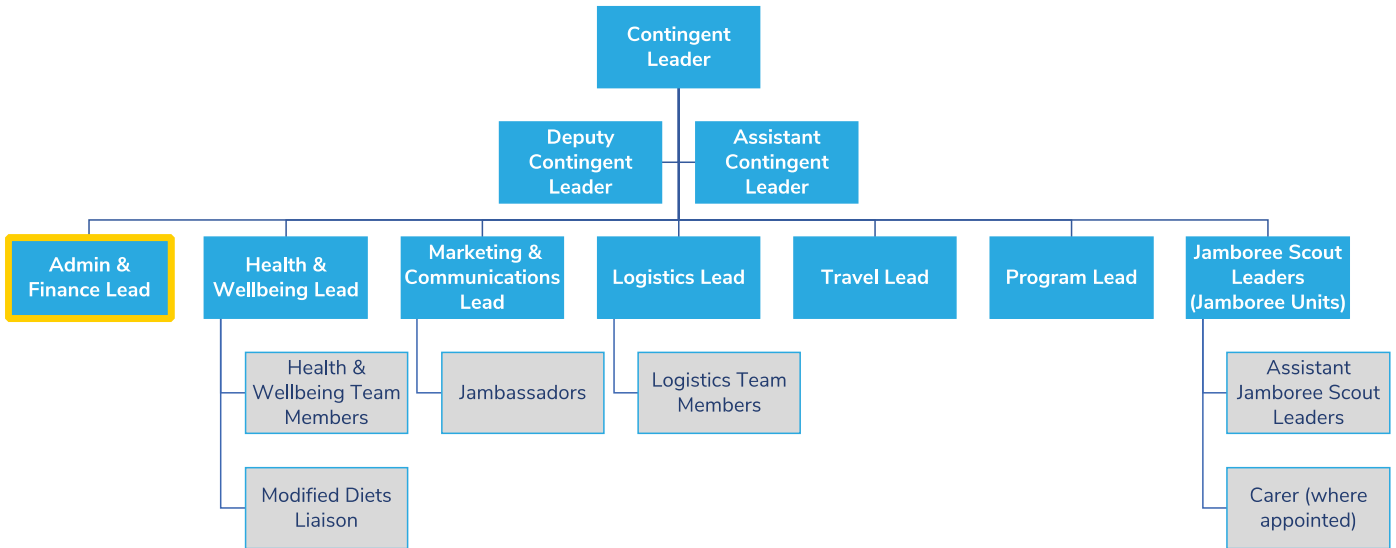 Contingent
Leader
Deputy
Contingent
Leader
Assistant
Contingent
Leader
Admin &
Finance Lead
Health &
Wellbeing Lead
Marketing &
Communications
Lead
Logistics Lead
Travel Lead
Program Lead
Jamboree Scout
Leaders
(Jamboree Units)
Health &
Wellbeing Team
Members
Jambassadors
Logistics Team
Members
Assistant
Jamboree Scout
Leaders
Modified Diets
Liaison
Carer (where
appointed)